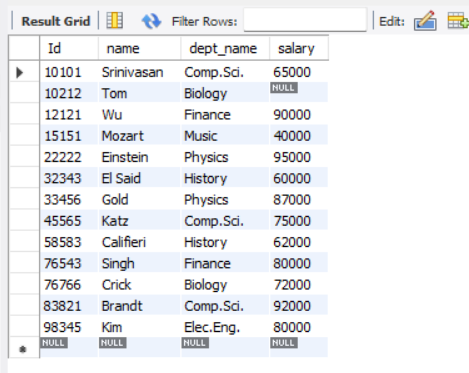 Result Grid Filter Rows: Edit:
Id name dept_name salary
10101 Srinivasan Comp.Sci. 65000
10212 Tom Biology NULL
12121 Wu Finance 90000
15151 Mozart Music 40000
22222 Einstein Physics 95000
32343 El Said History 60000
33456 Gold Physics 87000
45565 Katz Comp.Sci. 75000
58583 Califieri History 62000
76543 Singh Finance 80000
76766 Crick Biology 72000
83821 Brandt Comp.Sci. 92000
98345 Kim Elec.Eng. 80000
NULL NULL NULL NULL